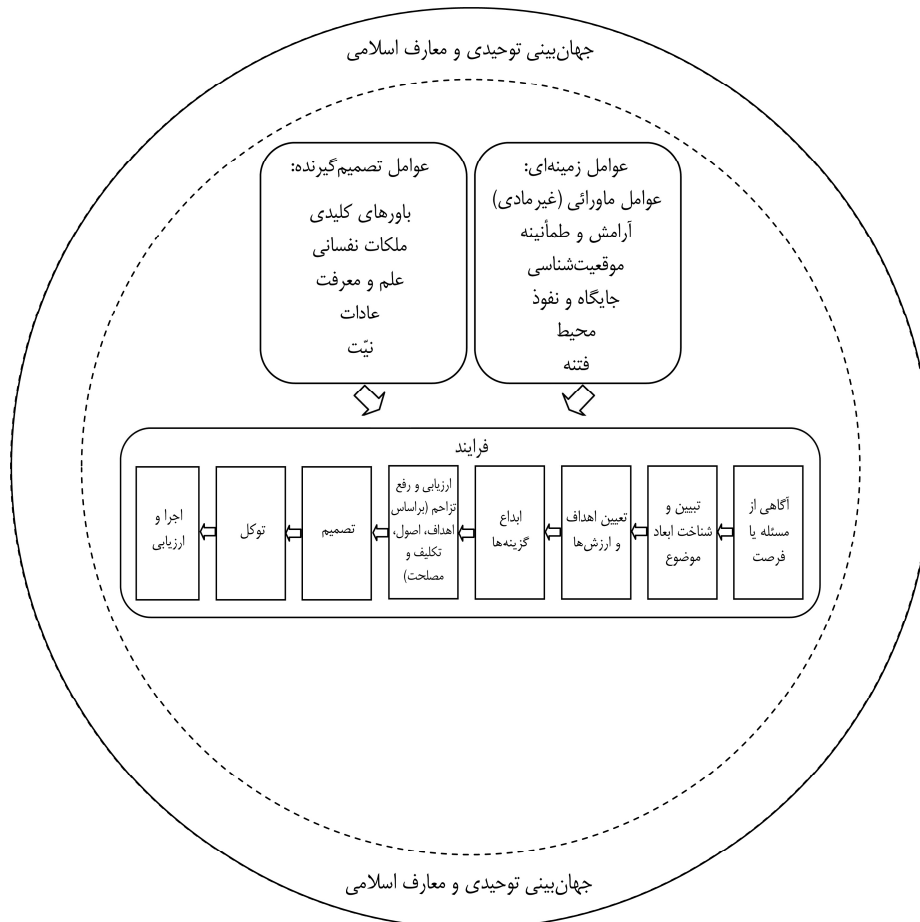 جهان‌بینی توحیدی و معارف اسلامی
عوامل زمینه‌ای:
عوامل ماورائی (غیرمادی)
آرامش و طمأنینه
موقعیت‌شناسی
جایگاه و نفوذ
محیط
فتنه
عوامل تصمیم‌گیرنده:
باورهای کلیدی
ملکات نفسانی
علم و معرفت
عادات
نیّت
فرایند
آگاهی از
مسئله یا
فرصت
تبیین و
شناخت ابعاد
موضوع
تعیین اهداف
و ارزش‌ها
ابداع
گزینه‌ها
ارزیابی و رفع
تزاحم (براساس
اهداف، اصول،
تکلیف و
مصلحت)
تصمیم
توکل
اجرا و
ارزیابی
جهان‌بینی توحیدی و معارف اسلامی